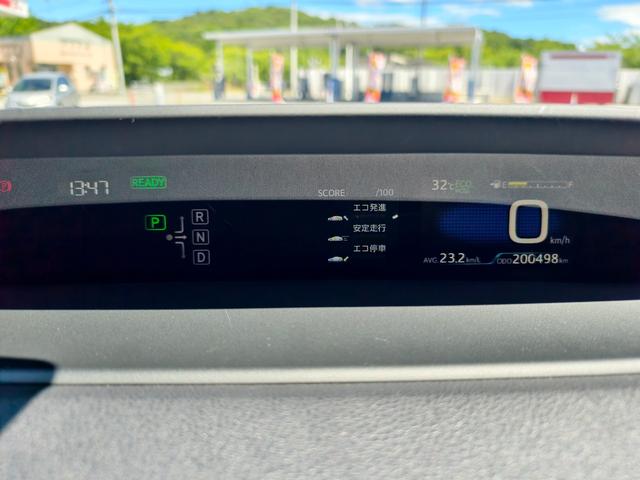 13:47 READY
SCORE /100
32℃ ECO MODE
E F
P R
N
D
エコ発進
安定走行
エコ停車
0 km/h
AVG. 23.2 km/L ODO 200498 km